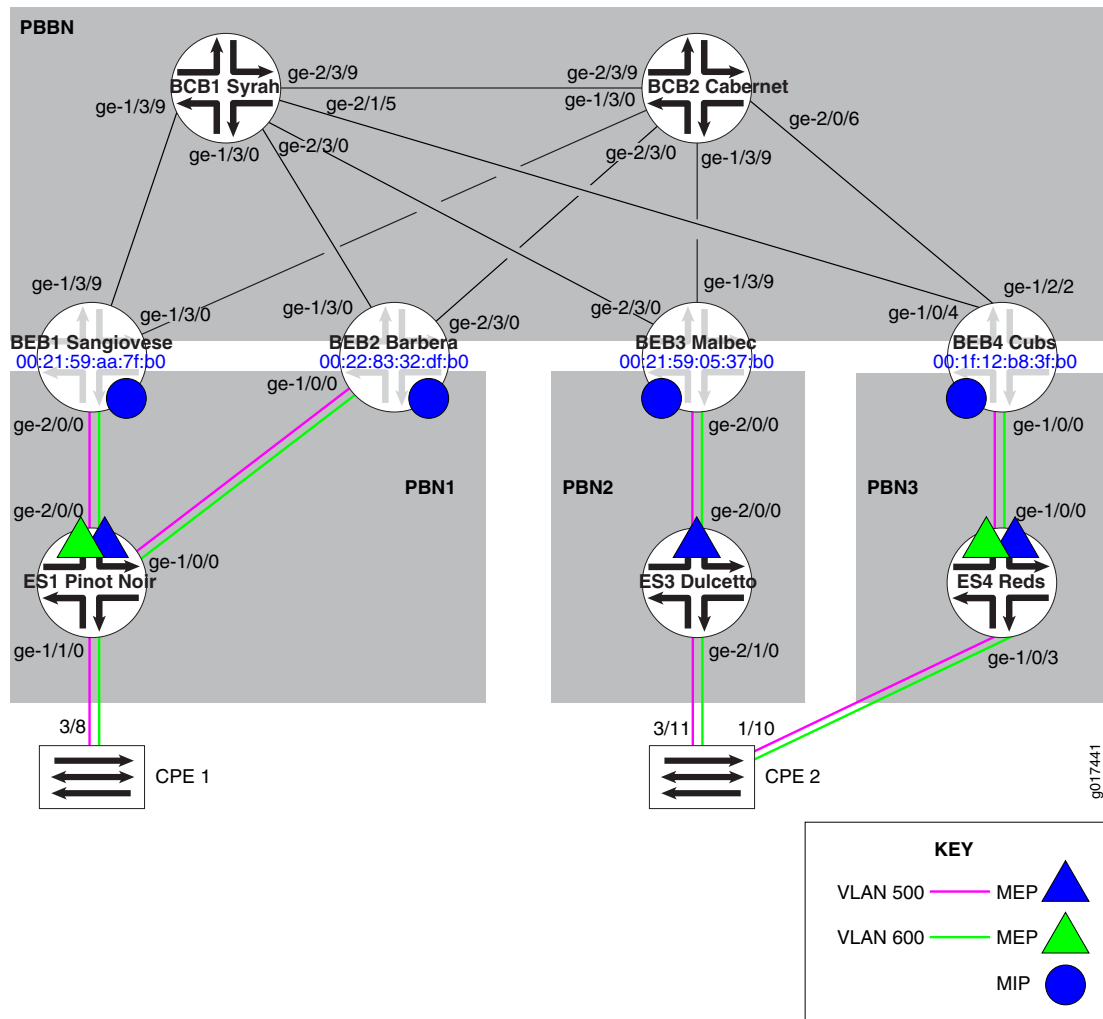 PBBN
BCB1 Syrah
BCB2 Cabernet
ge-2/3/9
ge-2/3/9
ge-1/3/9
ge-2/1/5
ge-1/3/0
ge-2/0/6
ge-1/3/0
ge-2/3/0
ge-2/3/0
ge-1/3/9
ge-1/3/9
ge-1/3/0
ge-1/3/0
ge-2/3/0
ge-2/3/0
ge-1/3/9
ge-1/0/4
ge-1/2/2
BEB1 Sangiovese
00:21:59:aa:7f:b0
BEB2 Barbera
00:22:83:32:df:b0
BEB3 Malbec
00:21:59:05:37:b0
BEB4 Cubs
00:1f:12:b8:3f:b0
ge-2/0/0
ge-1/0/0
ge-2/0/0
ge-1/0/0
PBN1
PBN2
PBN3
ge-2/0/0
ge-1/0/0
ge-2/0/0
ge-1/0/0
ES1 Pinot Noir
ES3 Dulcetto
ES4 Reds
ge-1/1/0
ge-2/1/0
ge-1/0/3
3/8
3/11
1/10
CPE 1
CPE 2
g017441
KEY
VLAN 500
MEP
VLAN 600
MEP
MIP